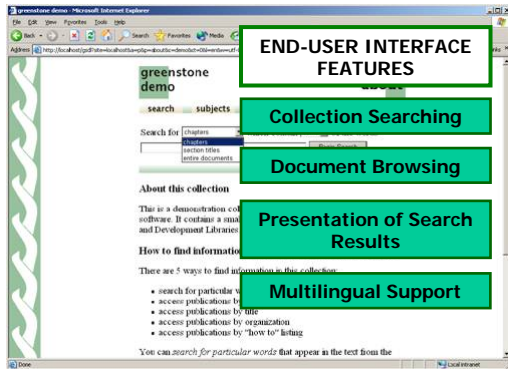 greenstone demo - Microsoft Internet Explorer
File Edit View Favorites Tools Help
Back Search Favorites Media
Address http://localhost/gsdl?site=localhost&a=p&p=about&c=demo&ct=0&l=en&w=utf-
END-USER INTERFACE
FEATURES
greenstone
demo
about
search subjects
Collection Searching
Search for chapters
chapters
section titles
entire documents
Begin Search
Document Browsing
About this collection
This is a demonstration
software. It contains a
and Development Libraries
Presentation of Search
Results
How to find information
There are 5 ways to find information in this collection:
Multilingual Support
search for particular
access publications by
access publications by title
access publications by organization
access publications by "how to" listing
You can search for particular words that appear in the text from the
Done
Local intranet